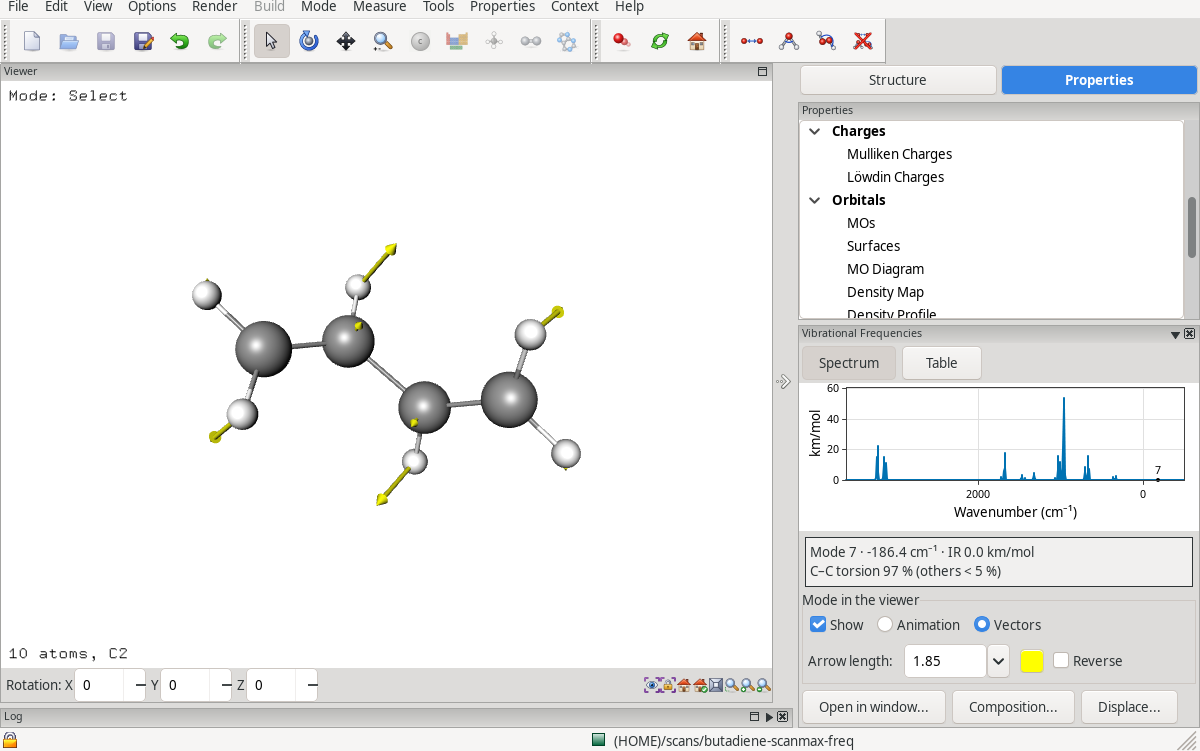 File Edit View Options Render Build Mode Measure Tools Properties Context Help
Viewer
Mode: Select
10 atoms, C2
Rotation: X 0 Y 0 Z 0
Log
Structure Properties
Properties
Charges
Mulliken Charges
Löwdin Charges
Orbitals
MOs
Surfaces
MO Diagram
Density Map
Density Profile
Vibrational Frequencies
Spectrum Table
60
40
20
0
km/mol
7
2000 0
Wavenumber (cm⁻¹)
Mode 7 · -186.4 cm⁻¹ · IR 0.0 km/mol
C–C torsion 97 % (others < 5 %)
Mode in the viewer
Show Animation Vectors
Arrow length: 1.85 Reverse
Open in window... Composition... Displace...
(HOME)/scans/butadiene-scanmax-freq